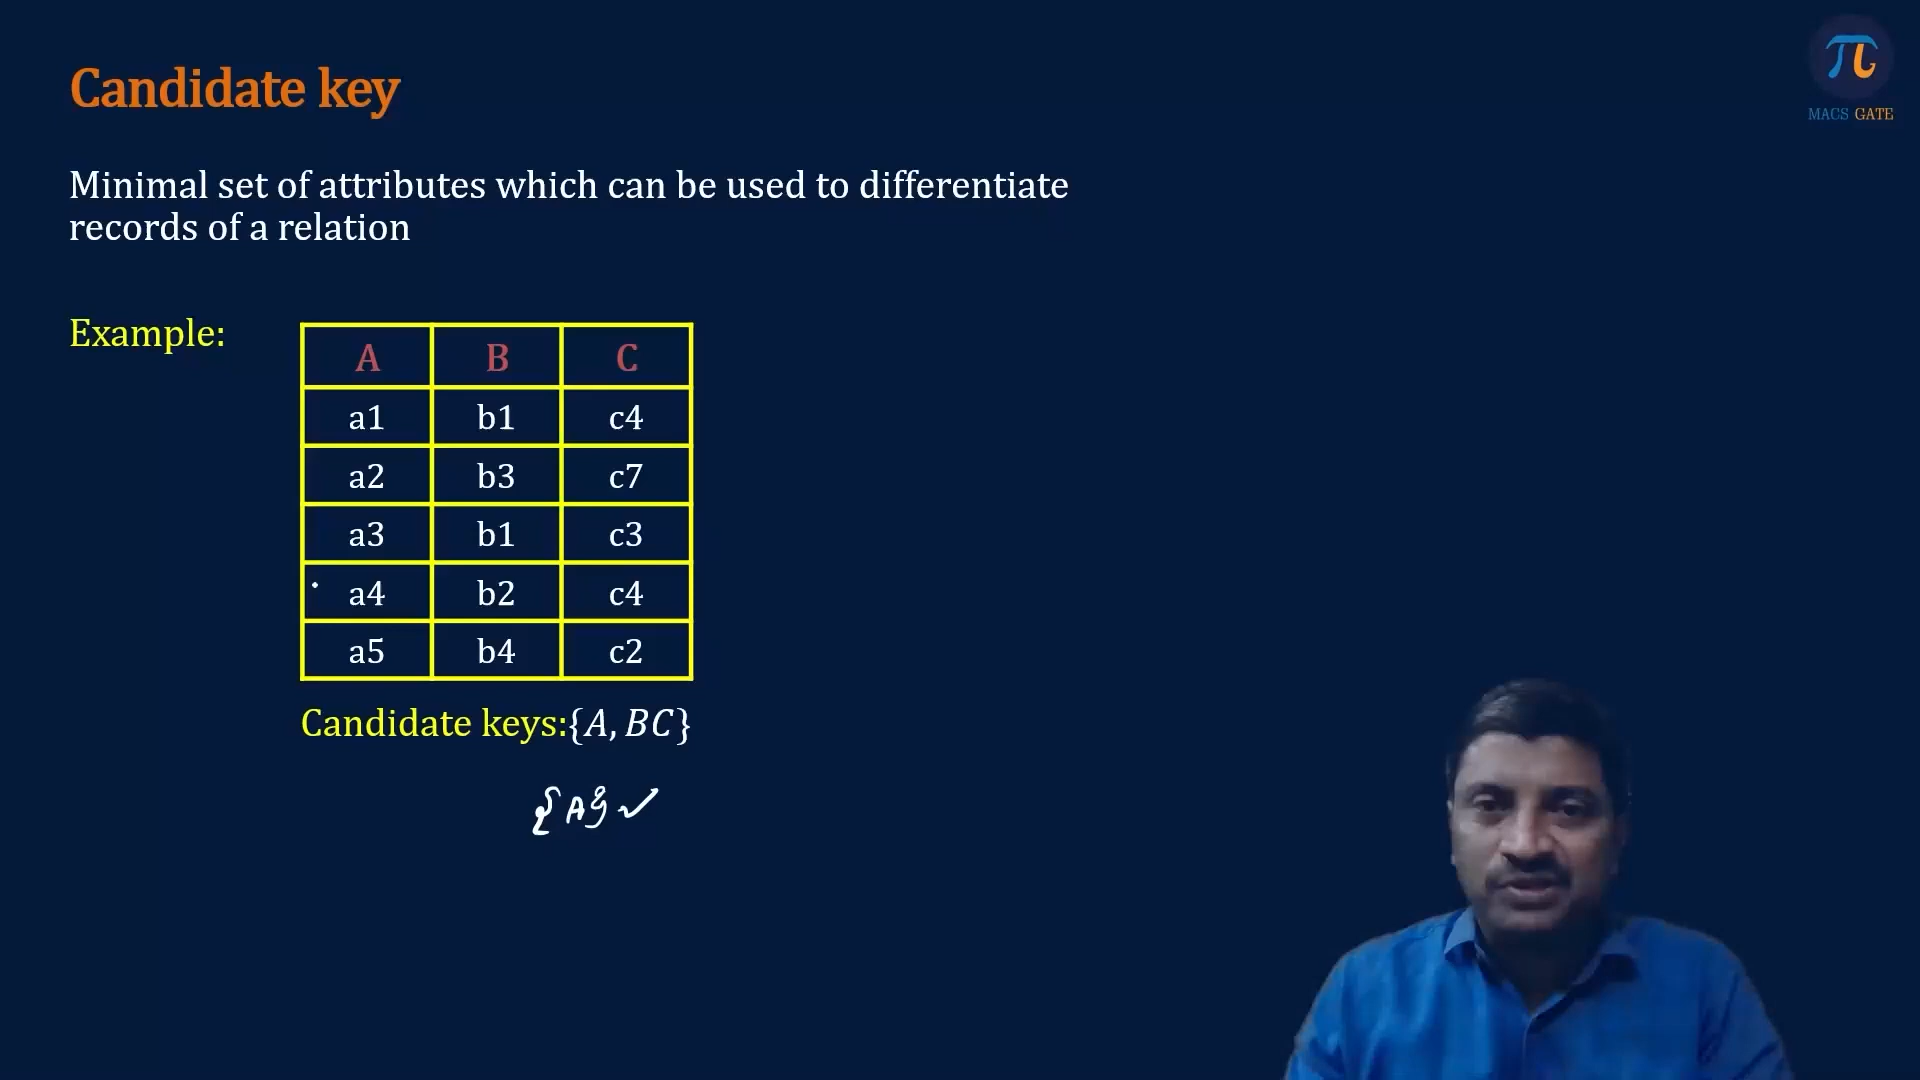 Candidate key
MACS GATE
Minimal set of attributes which can be used to differentiate
records of a relation
Example:
A B C
a1 b1 c4
a2 b3 c7
a3 b1 c3
a4 b2 c4
a5 b4 c2
Candidate keys:{A, BC}
{A} ✓